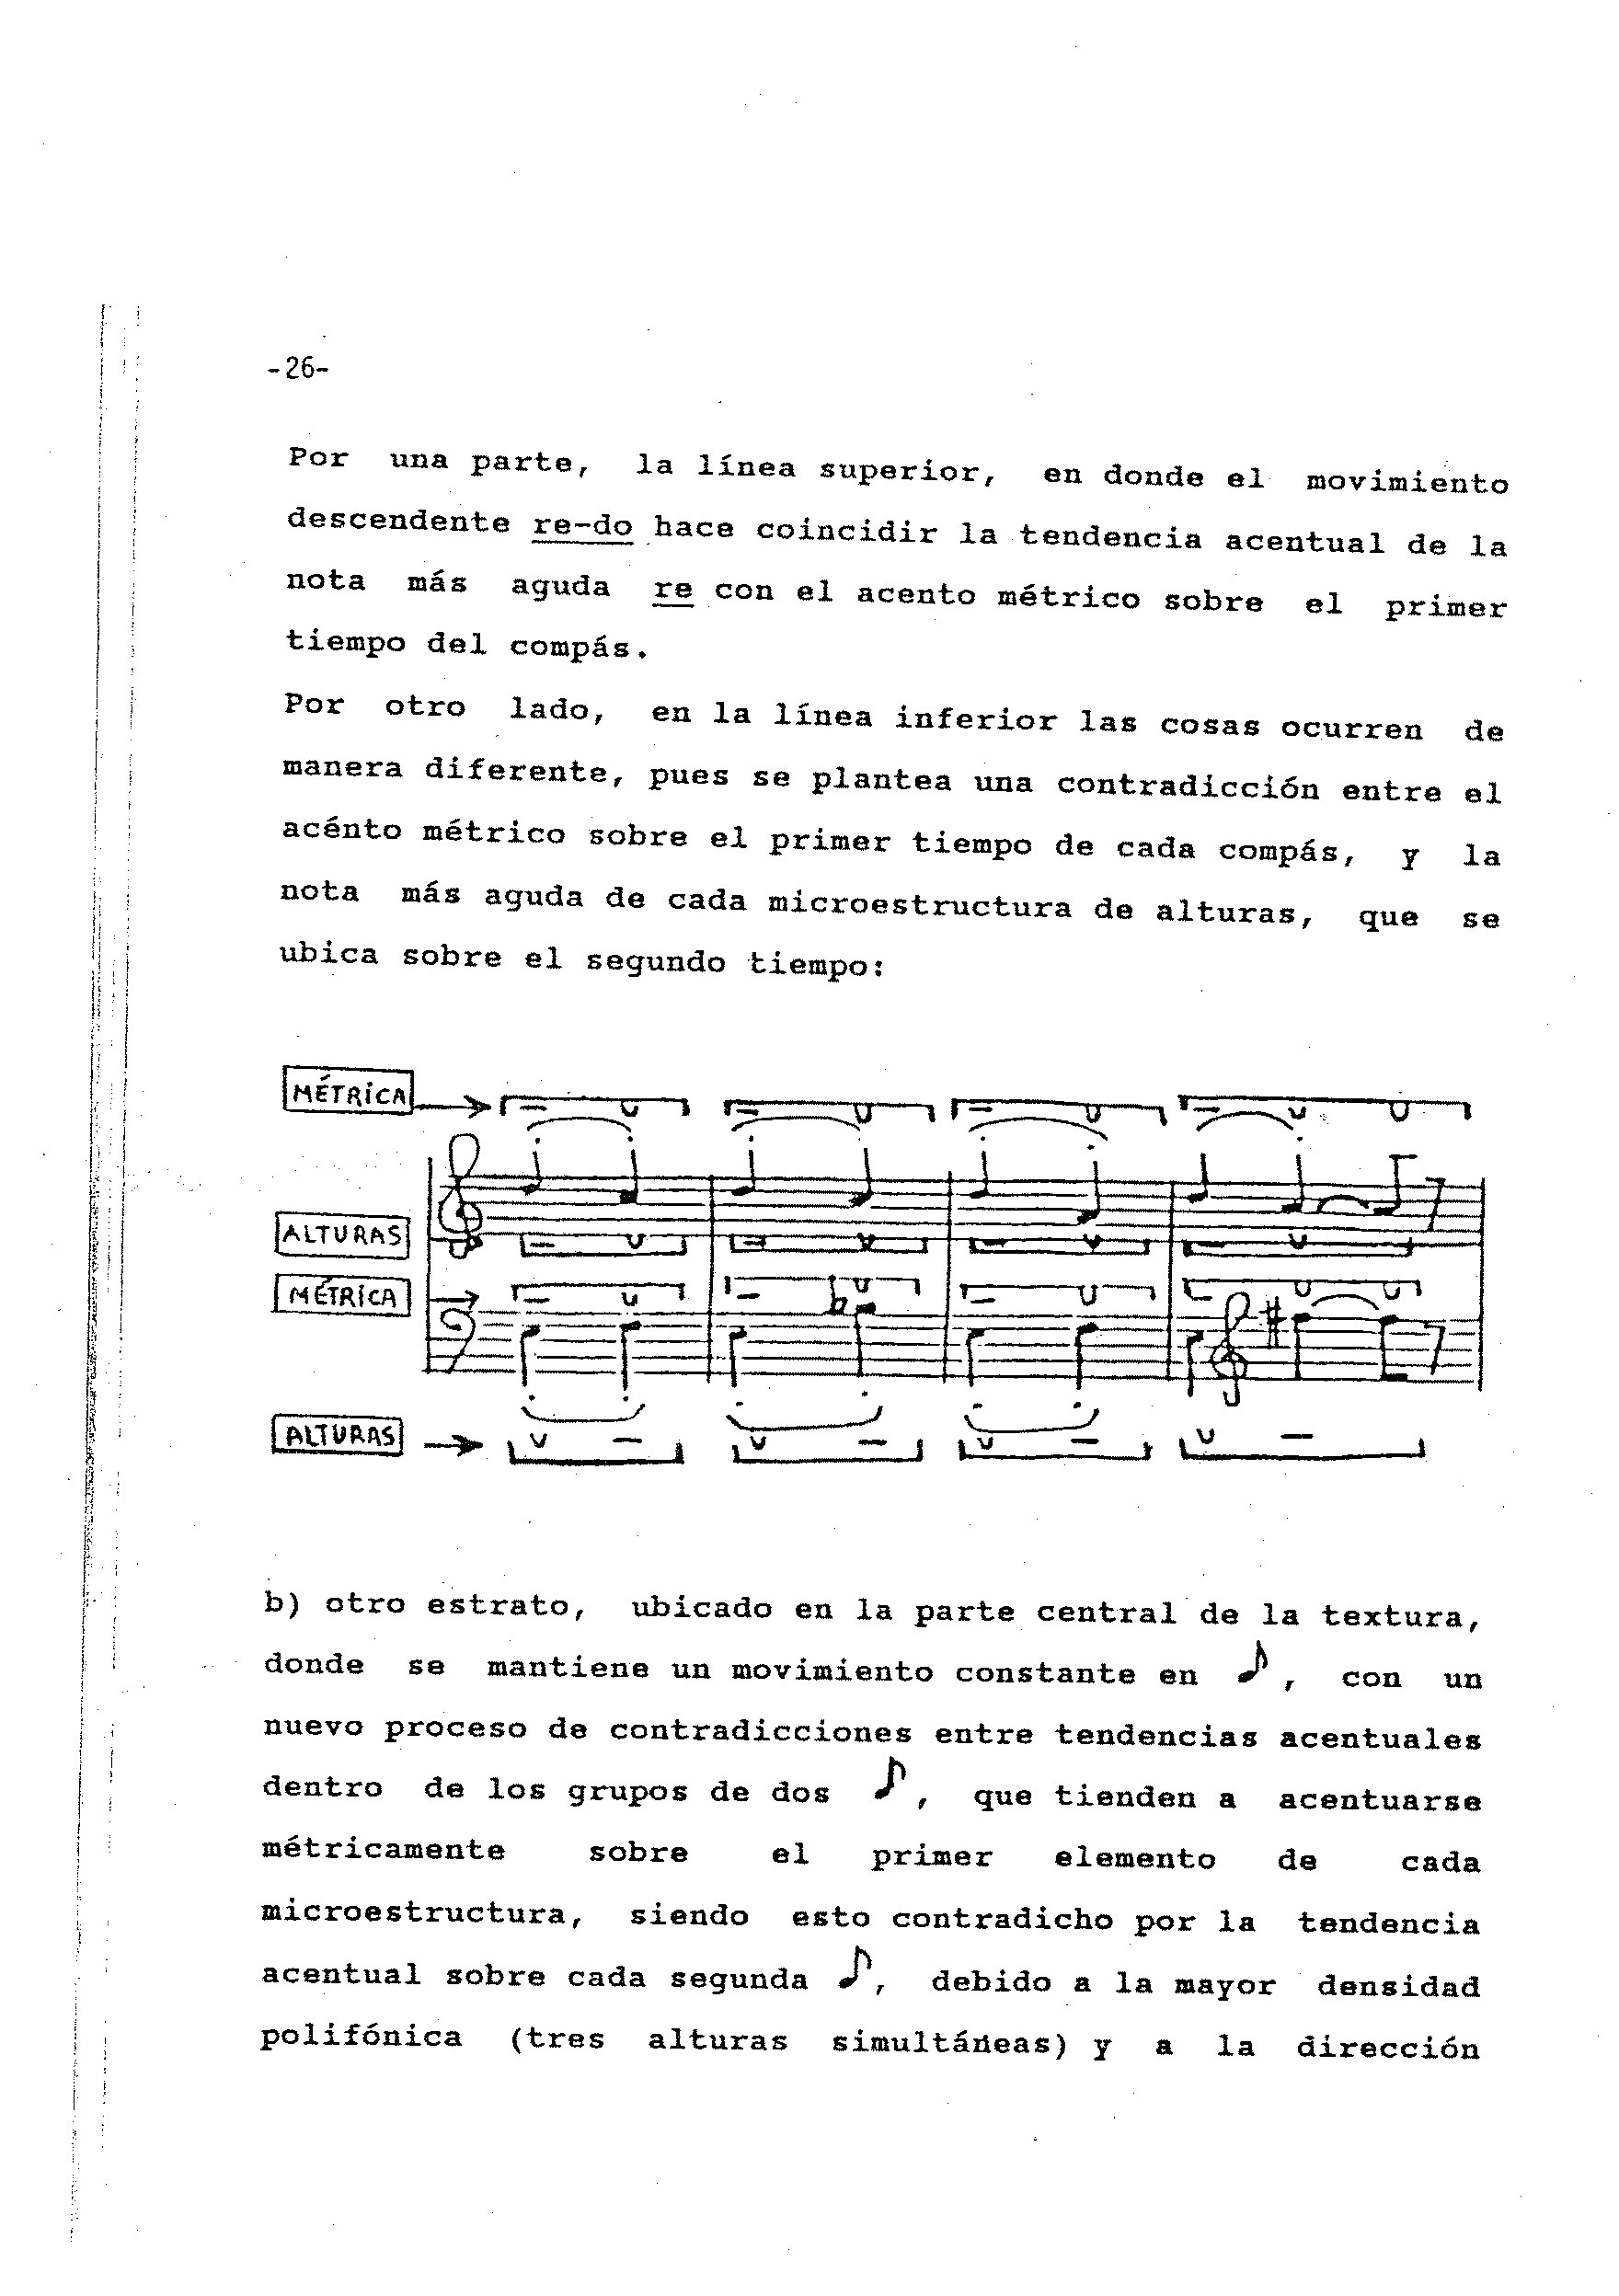 -26-
Por una parte, la línea superior, en donde el movimiento
descendente re-do hace coincidir la tendencia acentual de la
nota más aguda re con el acento métrico sobre el primer
tiempo del compás.
Por otro lado, en la línea inferior las cosas ocurren de
manera diferente, pues se plantea una contradicción entre el
acénto métrico sobre el primer tiempo de cada compás, y la
nota más aguda de cada microestructura de alturas, que se
ubica sobre el segundo tiempo:
MÉTRICA
ALTURAS
MÉTRICA
ALTURAS
b) otro estrato, ubicado en la parte central de la textura,
donde se mantiene un movimiento constante en ♪, con un
nuevo proceso de contradicciones entre tendencias acentuales
dentro de los grupos de dos ♪, que tienden a acentuarse
métricamente sobre el primer elemento de cada
microestructura, siendo esto contradicho por la tendencia
acentual sobre cada segunda ♪, debido a la mayor densidad
polifónica (tres alturas simultáneas) y a la dirección